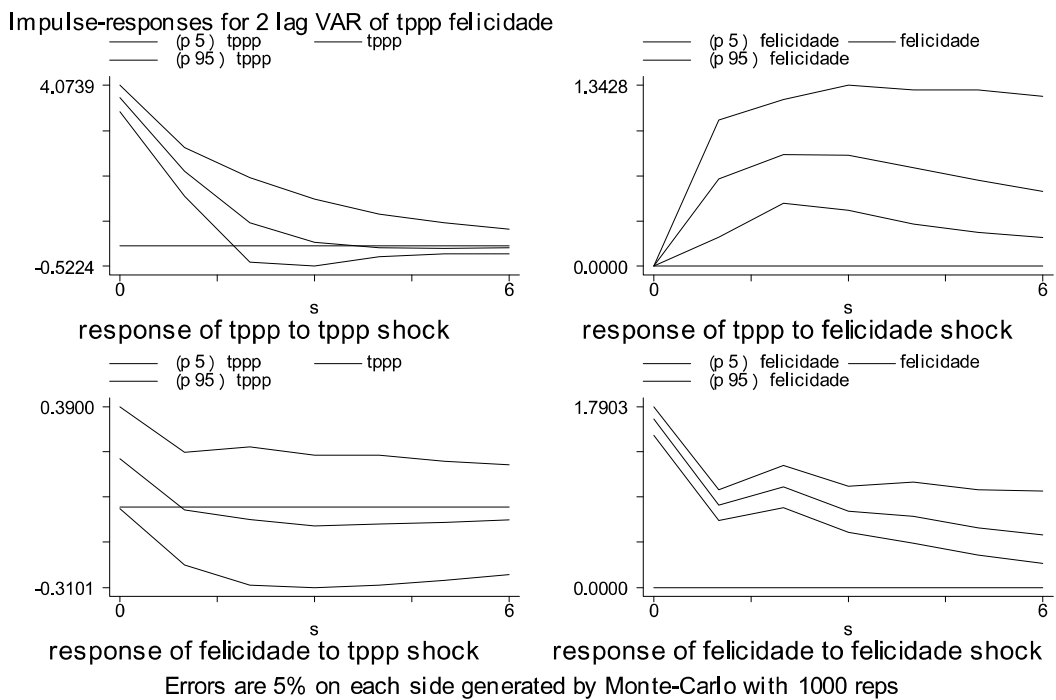 Impulse-responses for 2 lag VAR of tppp felicidade
(p 5) tppp
tppp
(p 95) tppp
4.0739
-0.5224
0
6
s
response of tppp to tppp shock
(p 5) felicidade
felicidade
(p 95) felicidade
1.3428
0.0000
0
6
s
response of tppp to felicidade shock
(p 5) tppp
tppp
(p 95) tppp
0.3900
-0.3101
0
6
s
response of felicidade to tppp shock
(p 5) felicidade
felicidade
(p 95) felicidade
1.7903
0.0000
0
6
s
response of felicidade to felicidade shock
Errors are 5% on each side generated by Monte-Carlo with 1000 reps